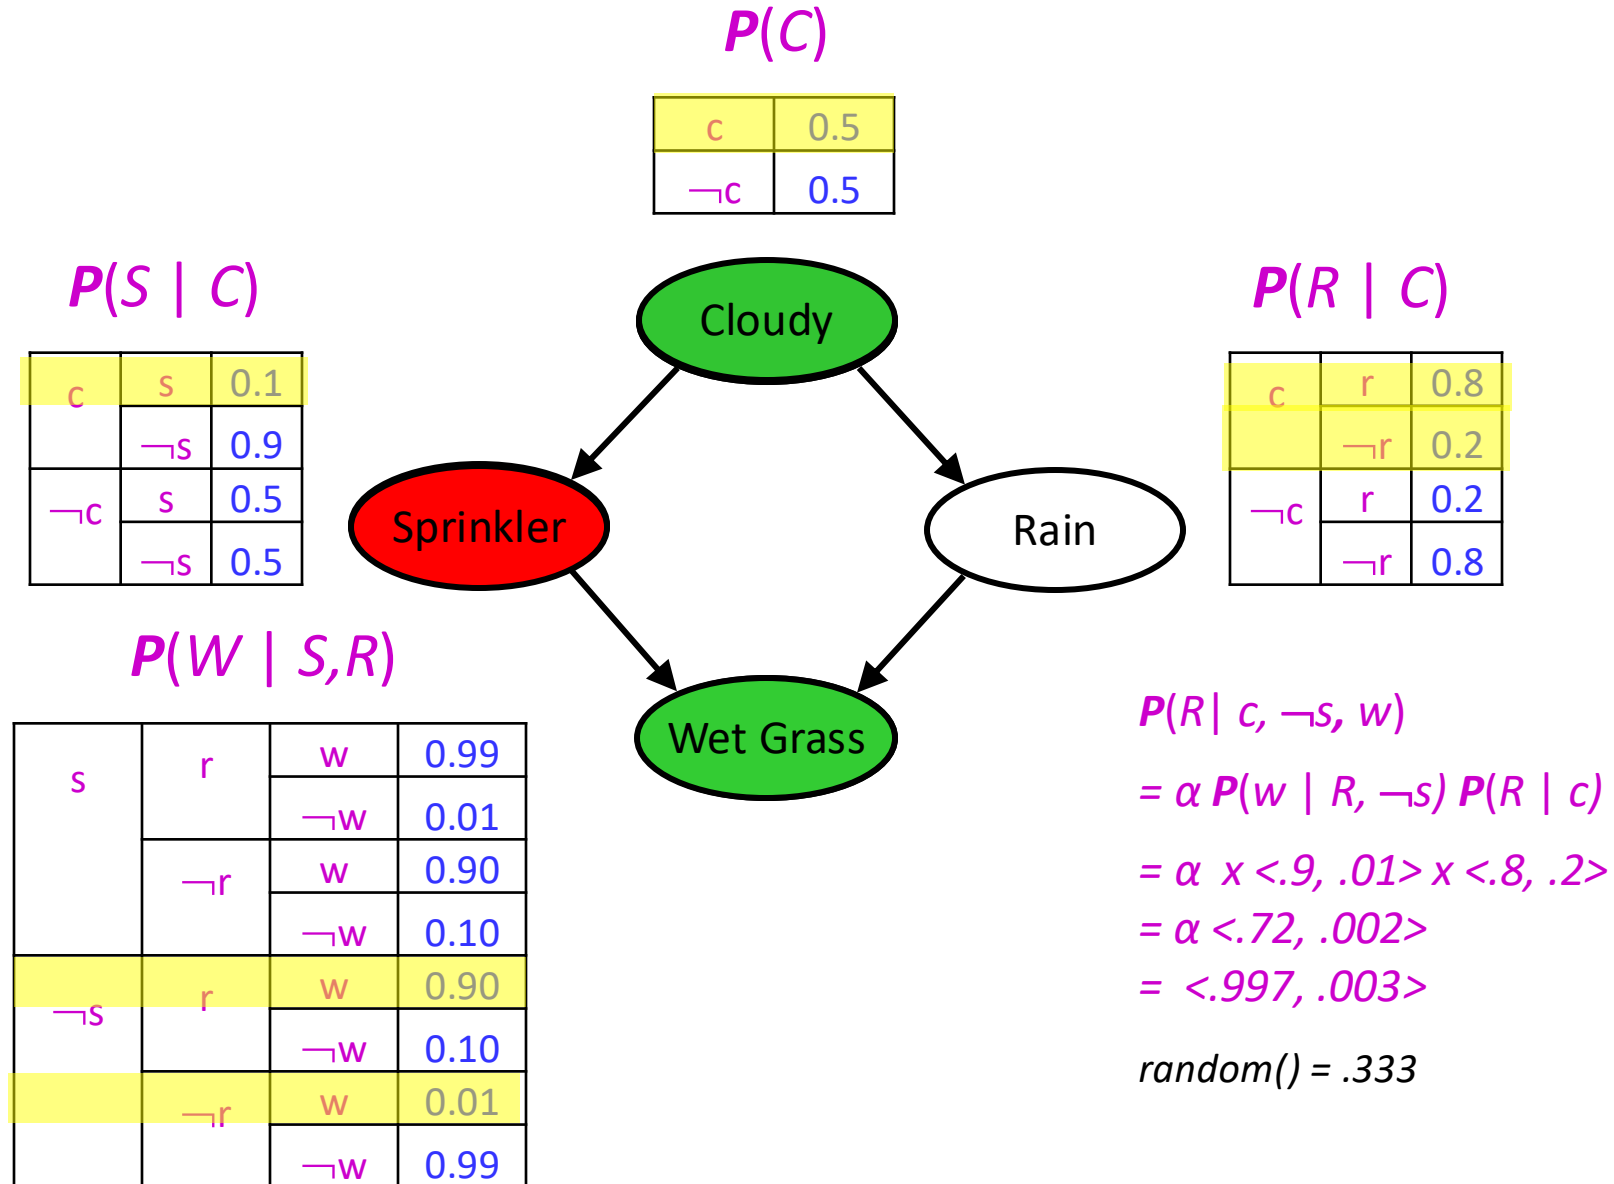 P(C)
c 0.5
¬c 0.5
P(S | C)
c s 0.1
¬s 0.9
¬c s 0.5
¬s 0.5
Cloudy
Sprinkler
Rain
Wet Grass
P(R | C)
c r 0.8
¬r 0.2
¬c r 0.2
¬r 0.8
P(W | S,R)
s r w 0.99
¬w 0.01
¬r w 0.90
¬w 0.10
¬s r w 0.90
¬w 0.10
¬r w 0.01
¬w 0.99
P(R| c, ¬s, w)
= α P(w | R, ¬s) P(R | c)
= α x <.9, .01> x <.8, .2>
= α <.72, .002>
= <.997, .003>
random() = .333